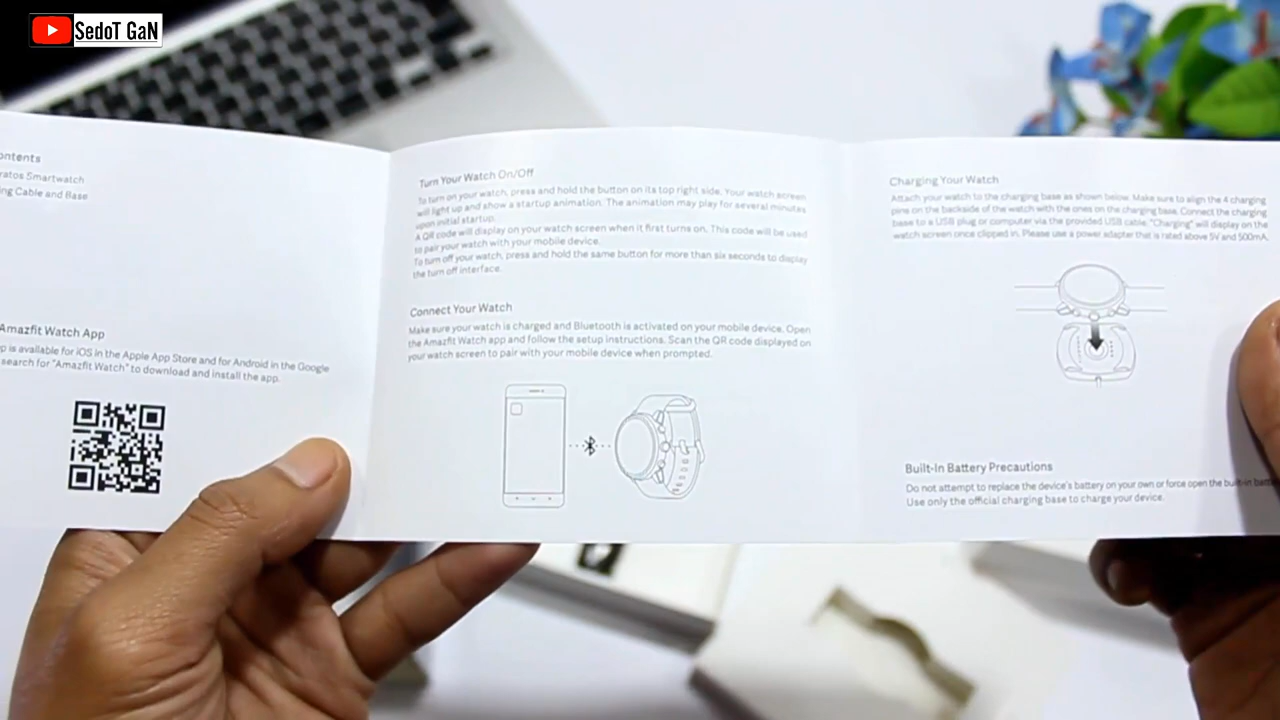 SedoT GaN
ontents
ratos Smartwatch
ng Cable and Base
Amazfit Watch App
p is available for iOS in the Apple App Store and for Android in the Google
search for "Amazfit Watch" to download and install the app.
Turn Your Watch On/Off
To turn on your watch, press and hold the button on its top right side. Your watch screen
will light up and show a startup animation. The animation may play for several minutes
upon initial startup.
A QR code will display on your watch screen when it first turns on. This code will be used
to pair your watch with your mobile device.
To turn off your watch, press and hold the same button for more than six seconds to display
the turn off interface.
Connect Your Watch
Make sure your watch is charged and Bluetooth is activated on your mobile device. Open
the Amazfit Watch app and follow the setup instructions. Scan the QR code displayed on
your watch screen to pair with your mobile device when prompted.
Charging Your Watch
Attach your watch to the charging base as shown below. Make sure to align the 4 charging
pins on the backside of the watch with the ones on the charging base. Connect the charging
base to a USB plug or computer via the provided USB cable. "Charging" will display on the
watch screen once clipped in. Please use a power adapter that is rated above 5V and 500mA.
Built-In Battery Precautions
Do not attempt to replace the device's battery on your own or force open the built-in batt
Use only the official charging base to charge your device.